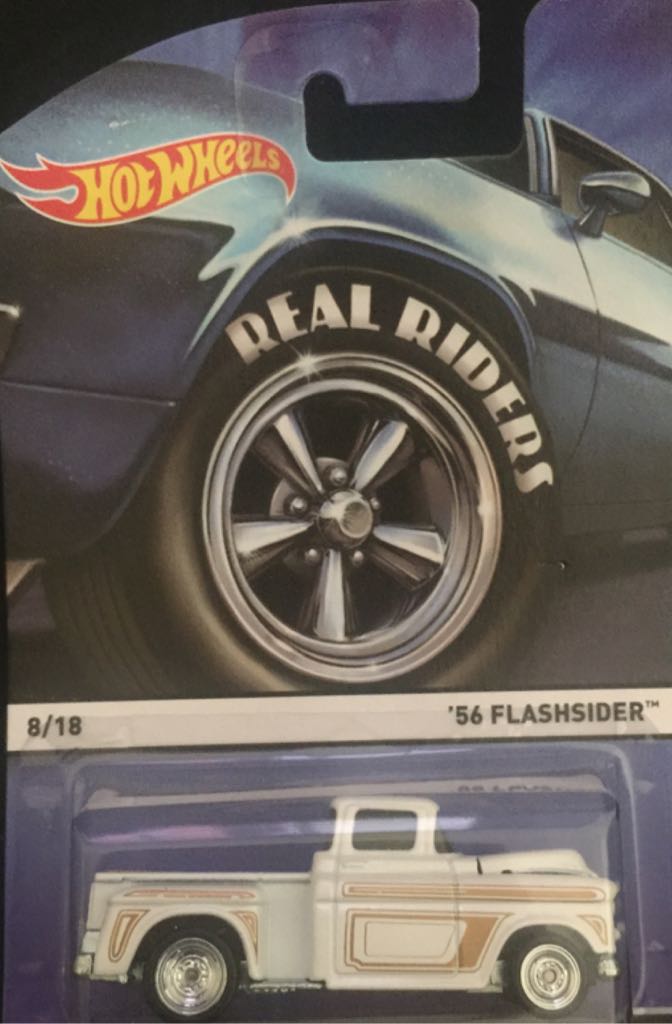 HOT WHEELS
REAL RIDERS
8/18
'56 FLASHSIDER™